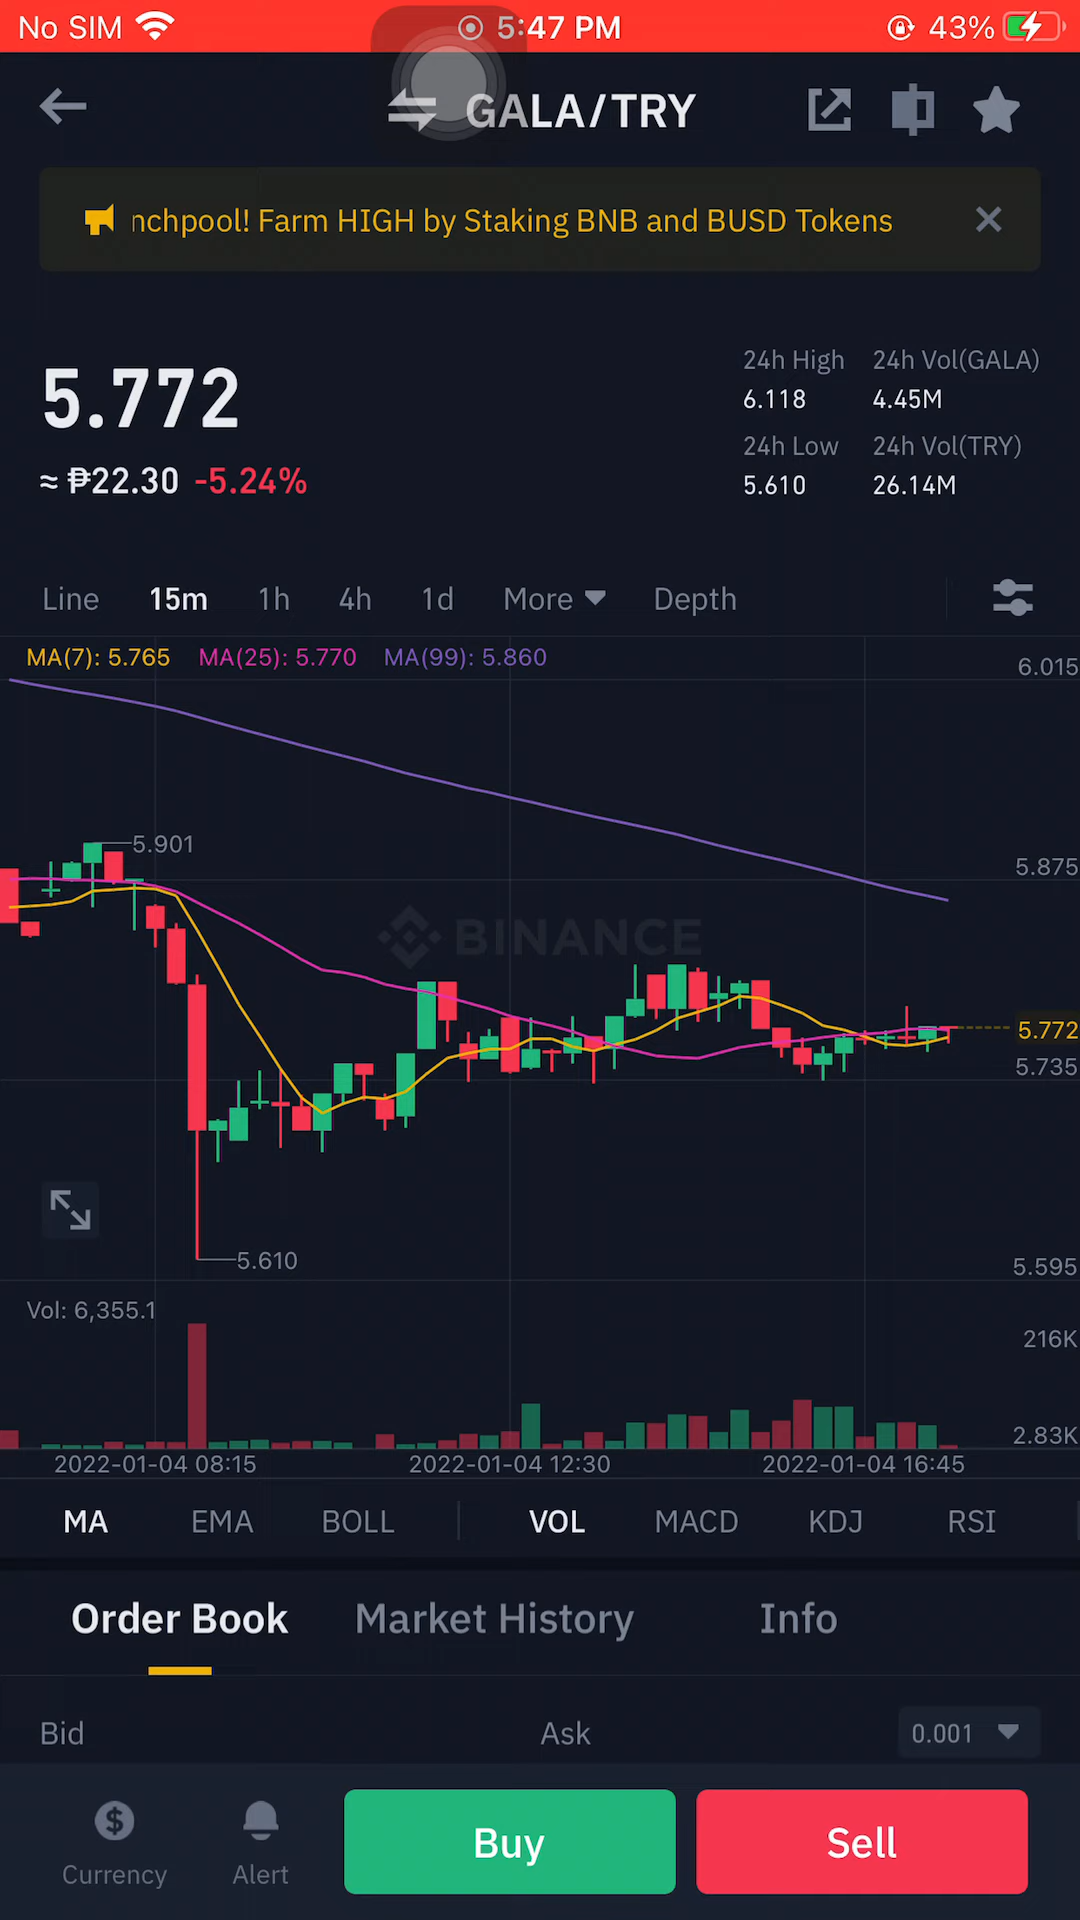 No SIM 5:47 PM 43%
GALA/TRY
nchpool! Farm HIGH by Staking BNB and BUSD Tokens
5.772
≈ ₱22.30 -5.24%
24h High 24h Vol(GALA)
6.118 4.45M
24h Low 24h Vol(TRY)
5.610 26.14M
Line 15m 1h 4h 1d More Depth
MA(7): 5.765 MA(25): 5.770 MA(99): 5.860
6.015
5.901
5.875
BINANCE
5.772
5.735
5.610
5.595
Vol: 6,355.1
216K
2.83K
2022-01-04 08:15 2022-01-04 12:30 2022-01-04 16:45
MA EMA BOLL VOL MACD KDJ RSI
Order Book Market History Info
Bid Ask 0.001
Currency Alert Buy Sell